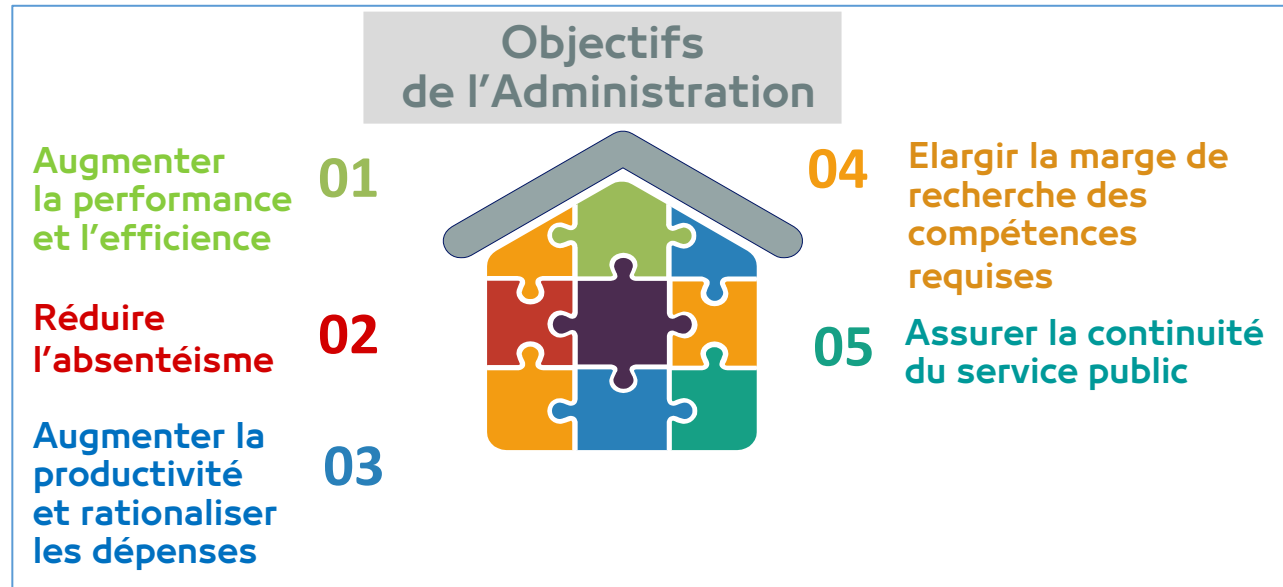 Objectifs
de l'Administration
Augmenter
la performance
et l'efficience
01
Réduire
l'absentéisme
02
Augmenter la
productivité
et rationaliser
les dépenses
03
04
Elargir la marge de
recherche des
compétences
requises
05
Assurer la continuité
du service public